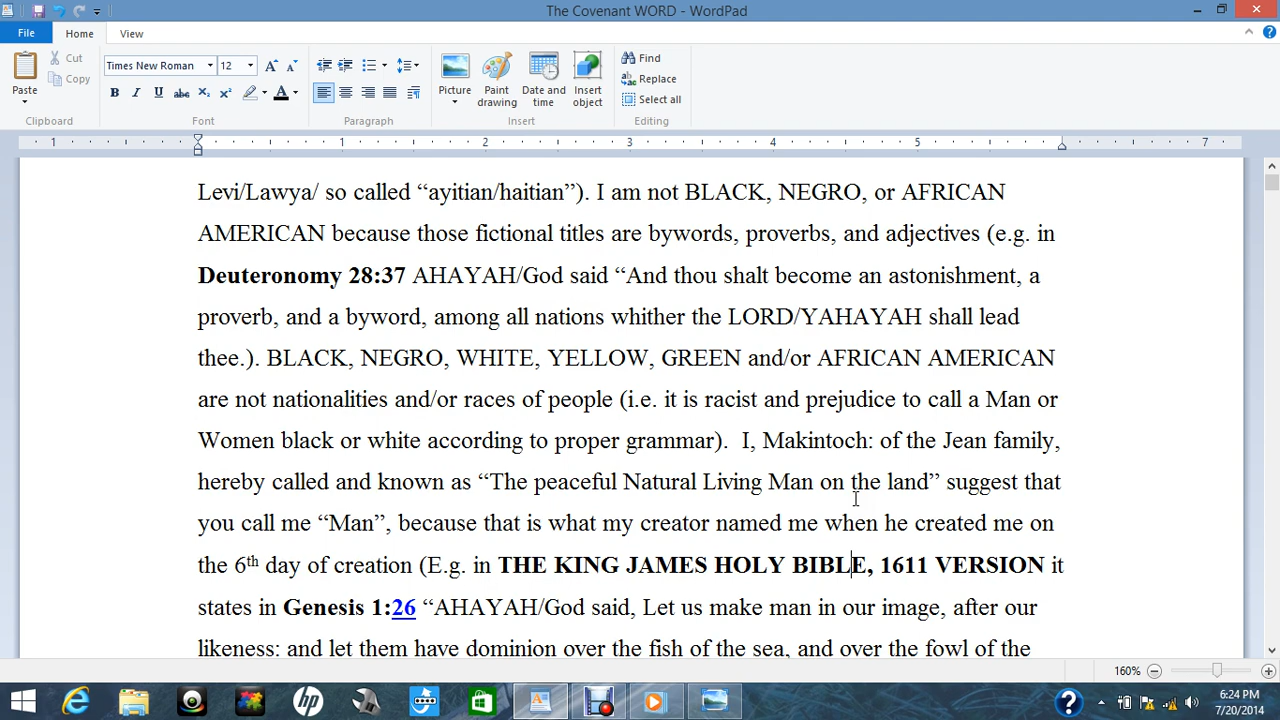 The Covenant WORD - WordPad
File Home View
Paste Cut Copy Clipboard
Times New Roman 12
B I U abc X₂ X² A
Font
Paragraph
Picture Paint drawing Date and time Insert object
Insert
Find
Replace
Select all
Editing
1 1 2 3 4 5 7
Levi/Lawya/ so called “ayitian/haitian”). I am not BLACK, NEGRO, or AFRICAN
AMERICAN because those fictional titles are bywords, proverbs, and adjectives (e.g. in
Deuteronomy 28:37 AHAYAH/God said “And thou shalt become an astonishment, a
proverb, and a byword, among all nations whither the LORD/YAHAYAH shall lead
thee.). BLACK, NEGRO, WHITE, YELLOW, GREEN and/or AFRICAN AMERICAN
are not nationalities and/or races of people (i.e. it is racist and prejudice to call a Man or
Women black or white according to proper grammar). I, Makintoch: of the Jean family,
hereby called and known as “The peaceful Natural Living Man on the land” suggest that
you call me “Man”, because that is what my creator named me when he created me on
the 6th day of creation (E.g. in THE KING JAMES HOLY BIBLE, 1611 VERSION it
states in Genesis 1:26 “AHAYAH/God said, Let us make man in our image, after our
likeness: and let them have dominion over the fish of the sea, and over the fowl of the
160%
6:24 PM
7/20/2014